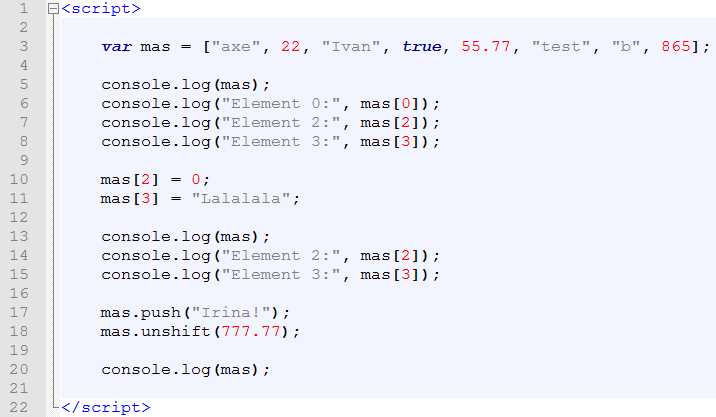 1 <script>
2
3 var mas = ["axe", 22, "Ivan", true, 55.77, "test", "b", 865];
4
5 console.log(mas);
6 console.log("Element 0:", mas[0]);
7 console.log("Element 2:", mas[2]);
8 console.log("Element 3:", mas[3]);
9
10 mas[2] = 0;
11 mas[3] = "Lalalala";
12
13 console.log(mas);
14 console.log("Element 2:", mas[2]);
15 console.log("Element 3:", mas[3]);
16
17 mas.push("Irina!");
18 mas.unshift(777.77);
19
20 console.log(mas);
21
22 </script>